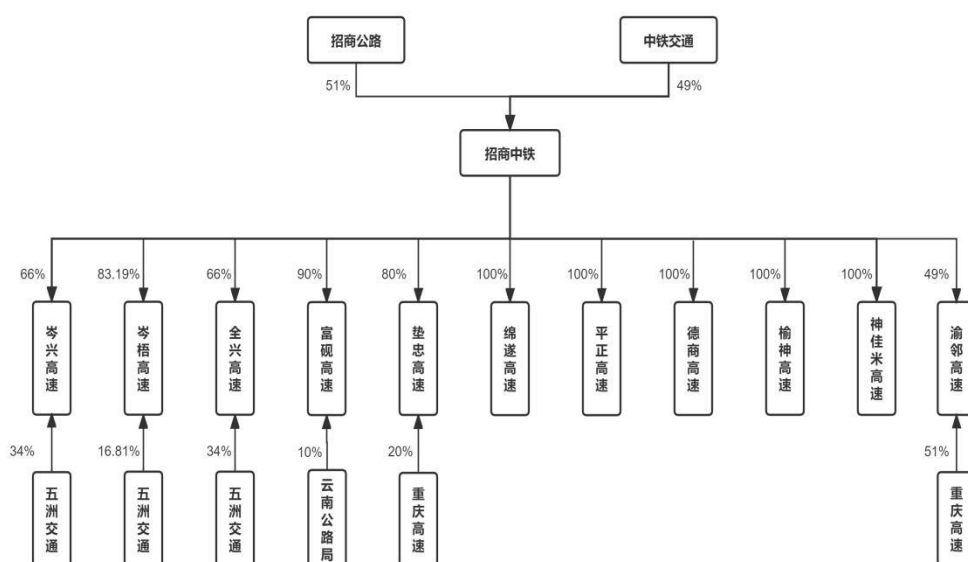 招商公路
中铁交通
51%
49%
招商中铁
66%
83.19%
66%
90%
80%
100%
100%
100%
100%
100%
49%
岑兴高速
岑梧高速
全兴高速
富砚高速
垫忠高速
绵遂高速
平正高速
德商高速
榆神高速
神佳米高速
渝邻高速
34%
16.81%
34%
10%
20%
51%
五洲交通
五洲交通
五洲交通
云南公路局
重庆高速
重庆高速